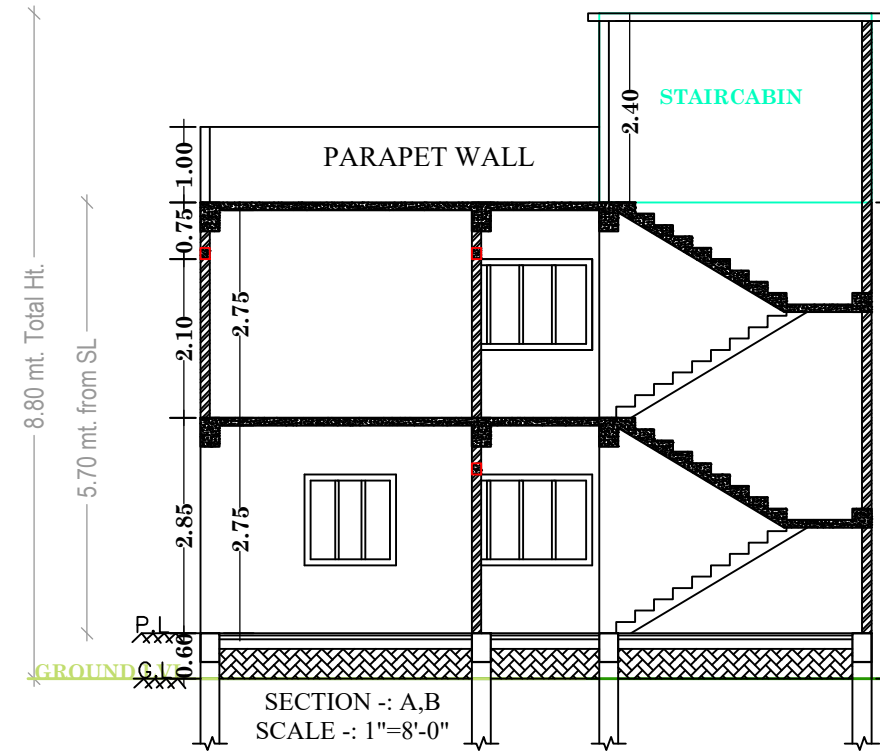 STAIRCABIN
2.40
PARAPET WALL
1.00
0.75
8.80 mt. Total Ht.
5.70 mt. from SL
2.10
2.75
2.85
2.75
P.L
0.60
G.L
SECTION -: A,B
SCALE -: 1"=8'-0"